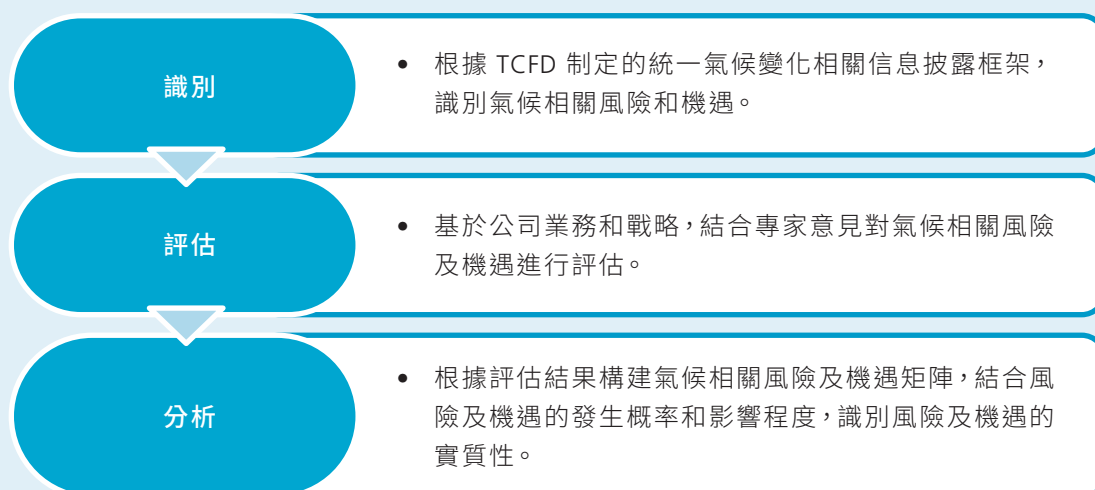 識別
• 根據 TCFD 制定的統一氣候變化相關信息披露框架，
識別氣候相關風險和機遇。
評估
• 基於公司業務和戰略，結合專家意見對氣候相關風險
及機遇進行評估。
分析
• 根據評估結果構建氣候相關風險及機遇矩陣，結合風
險及機遇的發生概率和影響程度，識別風險及機遇的
實質性。